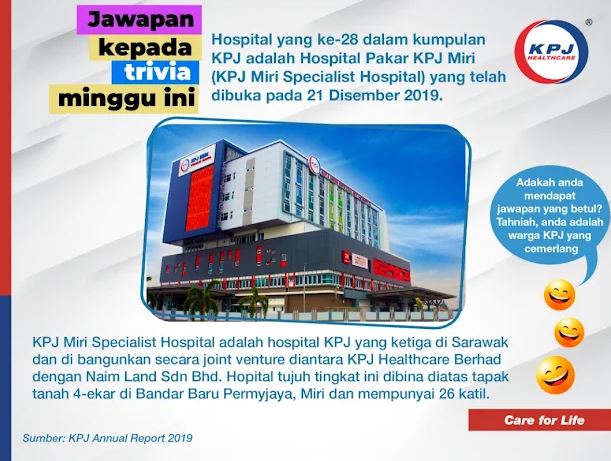 Jawapan
kepada
trivia
minggu ini
Hospital yang ke-28 dalam kumpulan
KPJ adalah Hospital Pakar KPJ Miri
(KPJ Miri Specialist Hospital) yang telah
dibuka pada 21 Disember 2019.
KPJ
HEALTHCARE
®
KPJ MIRI
Adakah anda
mendapat
jawapan yang betul?
Tahniah, anda adalah
warga KPJ yang
cemerlang
KPJ Miri Specialist Hospital adalah hospital KPJ yang ketiga di Sarawak
dan di bangunkan secara joint venture diantara KPJ Healthcare Berhad
dengan Naim Land Sdn Bhd. Hopital tujuh tingkat ini dibina diatas tapak
tanah 4-ekar di Bandar Baru Permyjaya, Miri dan mempunyai 26 katil.
Care for Life
Sumber: KPJ Annual Report 2019